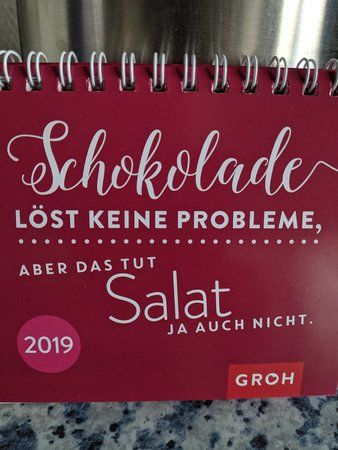 Schokolade
LÖST KEINE PROBLEME,
ABER DAS TUT
Salat
JA AUCH NICHT.
2019
GROH